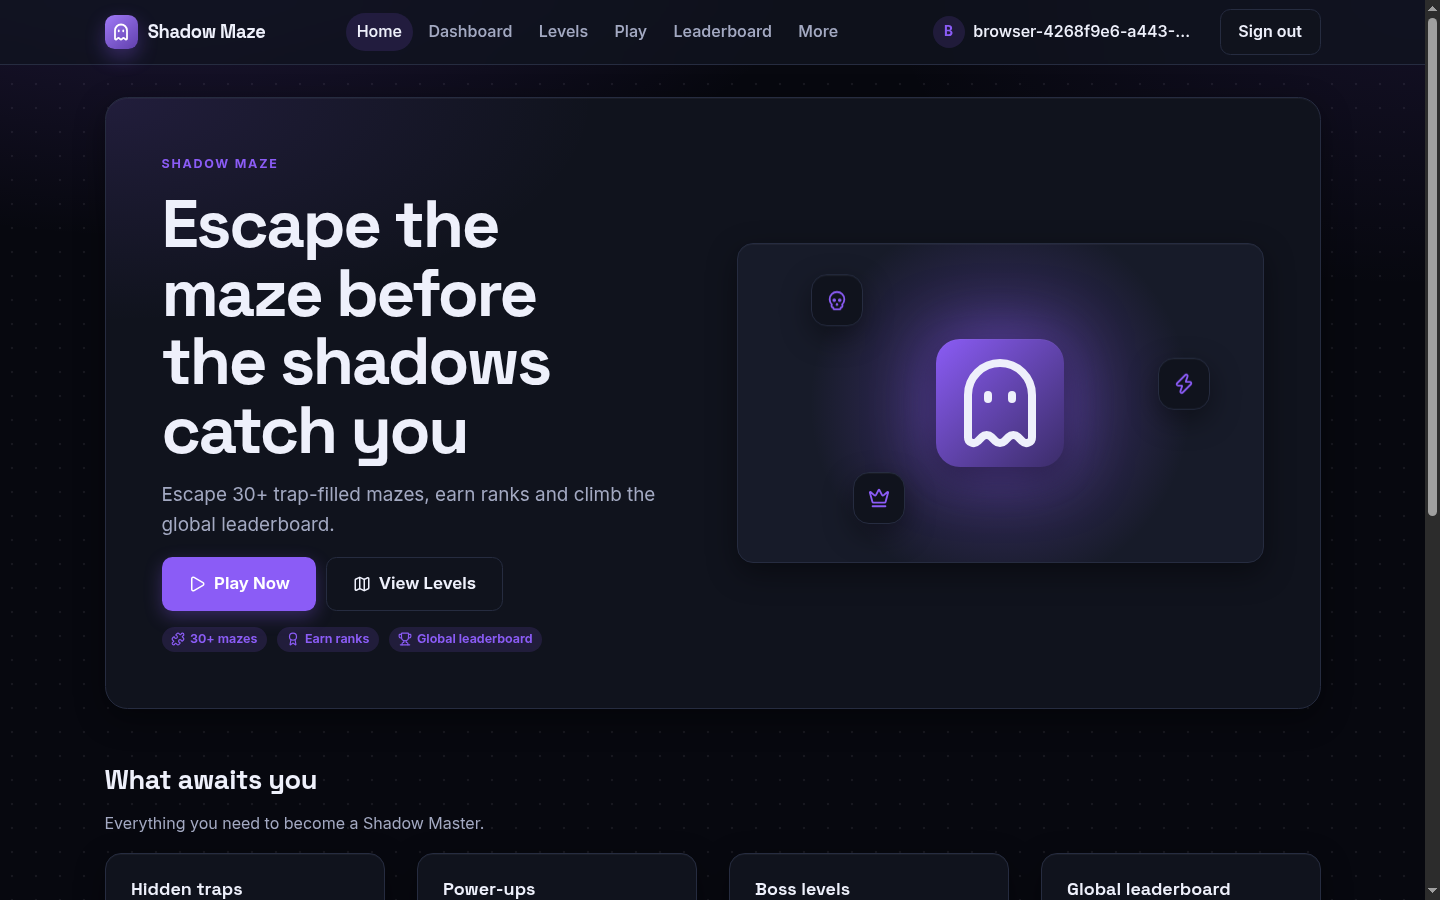 Shadow Maze
Home
Dashboard
Levels
Play
Leaderboard
More
B
browser-4268f9e6-a443-...
Sign out
SHADOW MAZE
Escape the
maze before
the shadows
catch you
Escape 30+ trap-filled mazes, earn ranks and climb the
global leaderboard.
Play Now
View Levels
30+ mazes
Earn ranks
Global leaderboard
What awaits you
Everything you need to become a Shadow Master.
Hidden traps
Power-ups
Boss levels
Global leaderboard